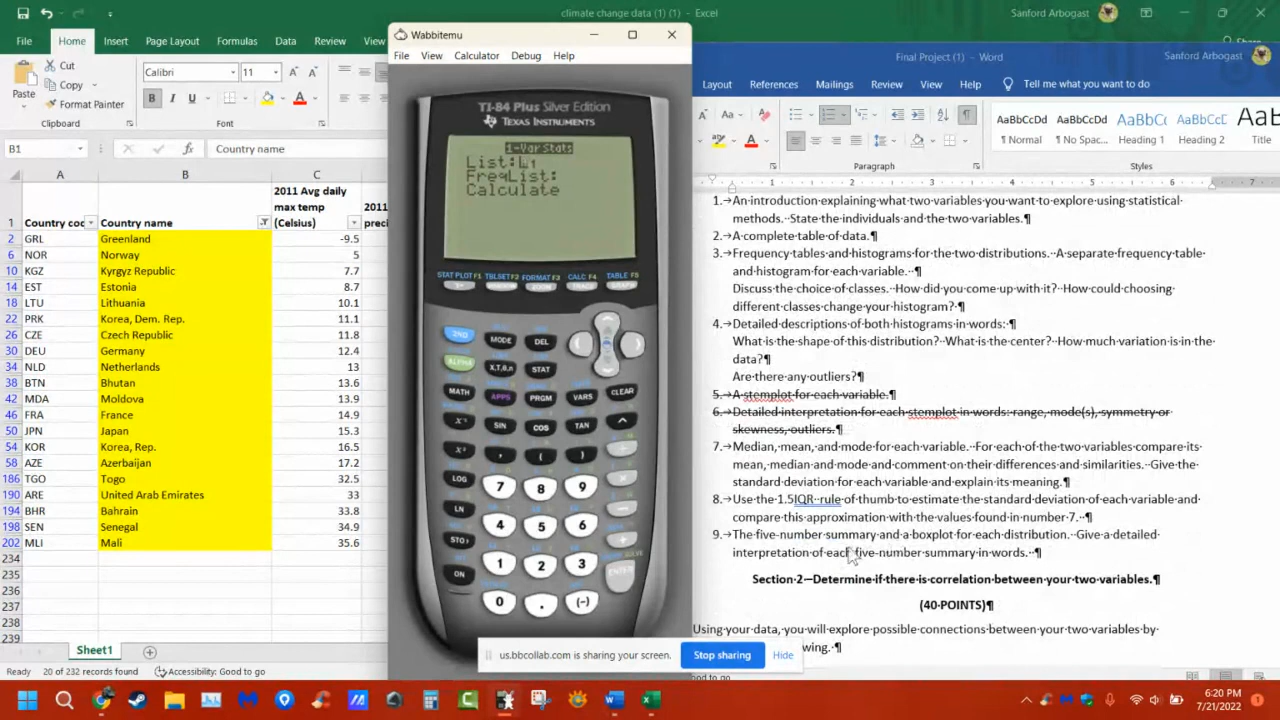 climate change data (1) (1) - Excel
Sanford Arbogast
File Home Insert Page Layout Formulas Data Review View
Cut
Copy
Format Painter
Paste
Clipboard
Calibri 11
B I U
Font
B1
Country name
A B C
Country cod
Country name
2011 Avg daily
max temp
(Celsius)
2011
preci
1
2 GRL Greenland -9.5
6 NOR Norway 5
10 KGZ Kyrgyz Republic 7.7
14 EST Estonia 8.7
18 LTU Lithuania 10.1
22 PRK Korea, Dem. Rep. 11.1
26 CZE Czech Republic 11.8
30 DEU Germany 12.4
34 NLD Netherlands 13
38 BTN Bhutan 13.6
42 MDA Moldova 13.9
46 FRA France 14.9
50 JPN Japan 15.3
54 KOR Korea, Rep. 16.5
58 AZE Azerbaijan 17.2
186 TGO Togo 32.5
190 ARE United Arab Emirates 33
194 BHR Bahrain 33.8
198 SEN Senegal 34.9
202 MLI Mali 35.6
234
235
236
237
238
239
Sheet1
20 of 232 records found
Accessibility: Good to go
Wabbitemu
File View Calculator Debug Help
TI-84 Plus Silver Edition
TEXAS INSTRUMENTS
1-Var Stats
List:L1
FreqList:
Calculate
STAT PLOT F1 TBLSET F2 FORMAT F3 CALC F4 TABLE F5
Y= WINDOW ZOOM TRACE GRAPH
2ND MODE DEL
ALPHA X,T,θ,n STAT
MATH APPS PRGM VARS CLEAR
SIN COS TAN ^
, ( )
LOG 7 8 9
LN 4 5 6
STO 1 2 3
ON 0 . (-) ENTER
us.bbcollab.com is sharing your screen.
Stop sharing
Hide
Final Project (1) - Word
Sanford Arbogast
Layout References Mailings Review View Help Tell me what you want to do
Paragraph
AaBbCcDd AaBbCcDd AaBbC AaBbCcC AaB
¶ Normal ¶ No Spac... Heading 1 Heading 2 Title
Styles
1.→An·introduction·explaining·what·two·variables·you·want·to·explore·using·statistical·
methods.··State·the·individuals·and·the·two·variables.¶
2.→A·complete·table·of·data.¶
3.→Frequency·tables·and·histograms·for·the·two·distributions.··A·separate·frequency·table·
and·histogram·for·each·variable.··¶
Discuss·the·choice·of·classes.··How·did·you·come·up·with·it?··How·could·choosing·
different·classes·change·your·histogram?·¶
4.→Detailed·descriptions·of·both·histograms·in·words:·¶
What·is·the·shape·of·this·distribution?··What·is·the·center?··How·much·variation·is·in·the·
data?¶
Are·there·any·outliers?¶
5.→A·stemplot·for·each·variable.¶
6.→Detailed·interpretation·for·each·stemplot·in·words:·range,·mode(s),·symmetry·or·
skewness,·outliers.¶
7.→Median,·mean,·and·mode·for·each·variable.··For·each·of·the·two·variables·compare·its·
mean,·median·and·mode·and·comment·on·their·differences·and·similarities.··Give·the·
standard·deviation·for·each·variable·and·explain·its·meaning.¶
8.→Use·the·1.5IQR··rule·of·thumb·to·estimate·the·standard·deviation·of·each·variable·and·
compare·this·approximation·with·the·values·found·in·number·7.··¶
9.→The·five-number·summary·and·a·boxplot·for·each·distribution.··Give·a·detailed·
interpretation·of·each·five-number·summary·in·words.··¶
Section·2·–·Determine·if·there·is·correlation·between·your·two·variables.¶
(40·POINTS)¶
Using·your·data,·you·will·explore·possible·connections·between·your·two·variables·by·
wing.·¶
6:20 PM
7/21/2022